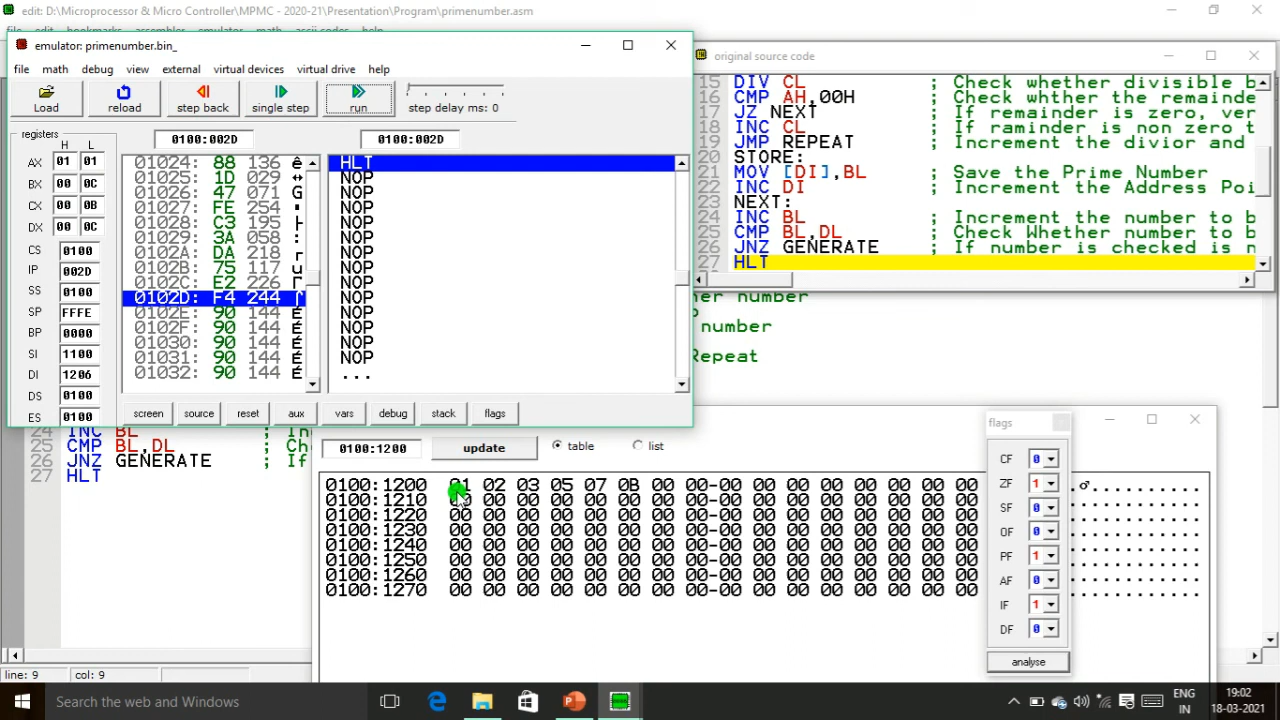 edit: D:\Microprocessor & Micro Controller\MPMC - 2020-21\Presentation\Program\primenumber.asm
emulator: primenumber.bin_
file math debug view external virtual devices virtual drive help
Load reload step back single step run step delay ms: 0
registers
H L
0100:002D 0100:002D
AX 01 01
BX 00 0C
CX 00 0B
DX 00 0C
CS 0100
IP 002D
SS 0100
SP FFFE
BP 0000
SI 1100
DI 1206
DS 0100
ES 0100
01024: 88 136 ê
01025: 1D 029 ↔
01026: 47 071 G
01027: FE 254
01028: C3 195 ├
01029: 3A 058 :
0102A: DA 218 ┌
0102B: 75 117 u
0102C: E2 226 Γ
0102D: F4 244 ⌠
0102E: 90 144 É
0102F: 90 144 É
01030: 90 144 É
01031: 90 144 É
01032: 90 144 É
HLT
NOP
NOP
NOP
NOP
NOP
NOP
NOP
NOP
NOP
NOP
NOP
NOP
NOP
...
screen source reset aux vars debug stack flags
original source code
15 DIV CL ; Check whether divisible b
16 CMP AH,00H ; Check whther the remainde
17 JZ NEXT ; If remainder is zero, ver
18 INC CL ; If raminder is non zero t
19 JMP REPEAT ; Increment the divior and
20 STORE:
21 MOV [DI],BL ; Save the Prime Number
22 INC DI ; Increment the Address Poi
23 NEXT:
24 INC BL ; Increment the number to b
25 CMP BL,DL ; Check Whether number to b
26 JNZ GENERATE ; If number is checked is n
27 HLT
her number
number
Repeat
24 INC BL ; In
25 CMP BL,DL ; Ch
26 JNZ GENERATE ; If
27 HLT
0100:1200 update table list
0100:1200 01 02 03 05 07 0B 00 00-00 00 00 00 00 00 00 00
0100:1210 00 00 00 00 00 00 00 00-00 00 00 00 00 00 00 00
0100:1220 00 00 00 00 00 00 00 00-00 00 00 00 00 00 00 00
0100:1230 00 00 00 00 00 00 00 00-00 00 00 00 00 00 00 00
0100:1240 00 00 00 00 00 00 00 00-00 00 00 00 00 00 00 00
0100:1250 00 00 00 00 00 00 00 00-00 00 00 00 00 00 00 00
0100:1260 00 00 00 00 00 00 00 00-00 00 00 00 00 00 00 00
0100:1270 00 00 00 00 00 00 00 00-00 00 00 00 00 00 00 00
flags
CF 0
ZF 1
SF 0
OF 0
PF 1
AF 0
IF 1
DF 0
analyse
line: 9 col: 9
Search the web and Windows
ENG
IN
19:02
18-03-2021